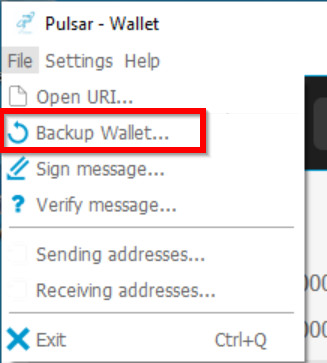 Pulsar - Wallet
File Settings Help
Open URI...
Backup Wallet...
Sign message...
Verify message...
Sending addresses...
Receiving addresses...
Exit Ctrl+Q